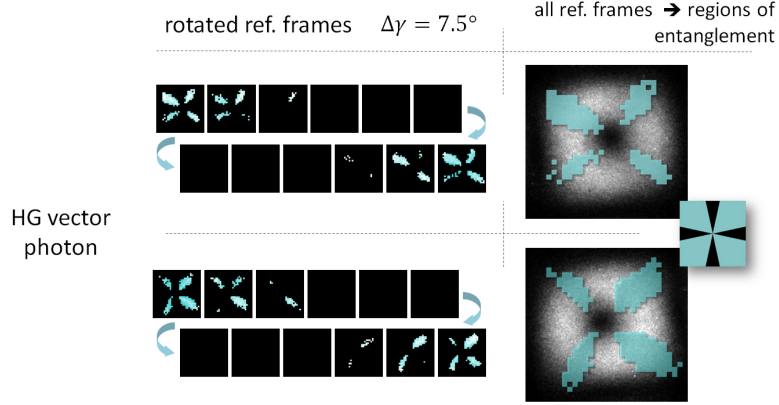 rotated ref. frames Δγ = 7.5°
all ref. frames ➔ regions of
entanglement
HG vector
photon